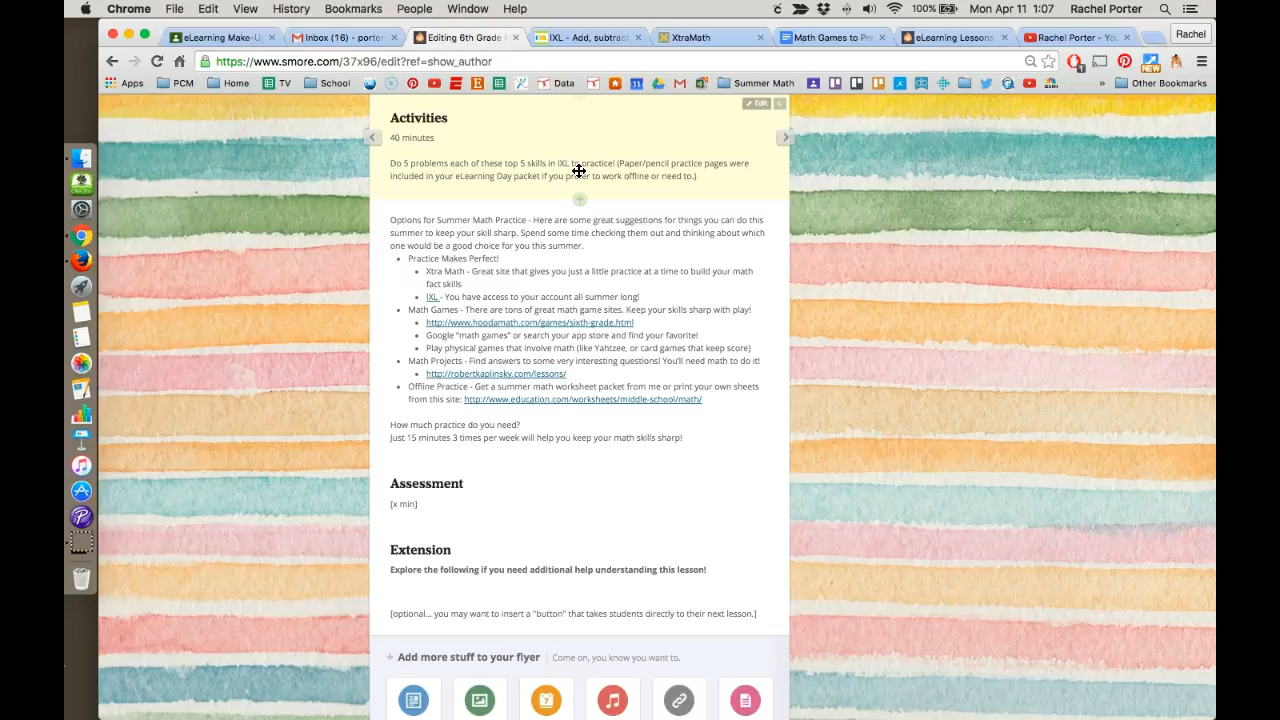 Chrome File Edit View History Bookmarks People Window Help 100% Mon Apr 11 1:07 Rachel Porter
eLearning Make-U Inbox (16) - porter Editing 6th Grade IXL - Add, subtract XtraMath Math Games to Pre eLearning Lessons Rachel Porter - You Rachel
https://www.smore.com/37x96/edit?ref=show_author
Apps PCM Home TV School Data Summer Math » Other Bookmarks
Edit
Activities
40 minutes
Do 5 problems each of these top 5 skills in IXL to practice! (Paper/pencil practice pages were
included in your eLearning Day packet if you prefer to work offline or need to.)
Options for Summer Math Practice - Here are some great suggestions for things you can do this
summer to keep your skill sharp. Spend some time checking them out and thinking about which
one would be a good choice for you this summer.
• Practice Makes Perfect!
• Xtra Math - Great site that gives you just a little practice at a time to build your math
fact skills
• IXL - You have access to your account all summer long!
• Math Games - There are tons of great math game sites. Keep your skills sharp with play!
• http://www.hoodamath.com/games/sixth-grade.html
• Google "math games" or search your app store and find your favorite!
• Play physical games that involve math (like Yahtzee, or card games that keep score)
• Math Projects - Find answers to some very interesting questions! You'll need math to do it!
• http://robertkaplinsky.com/lessons/
• Offline Practice - Get a summer math worksheet packet from me or print your own sheets
from this site: http://www.education.com/worksheets/middle-school/math/
How much practice do you need?
Just 15 minutes 3 times per week will help you keep your math skills sharp!
Assessment
[x min]
Extension
Explore the following if you need additional help understanding this lesson!
[optional... you may want to insert a "button" that takes students directly to their next lesson.]
+ Add more stuff to your flyer Come on, you know you want to.